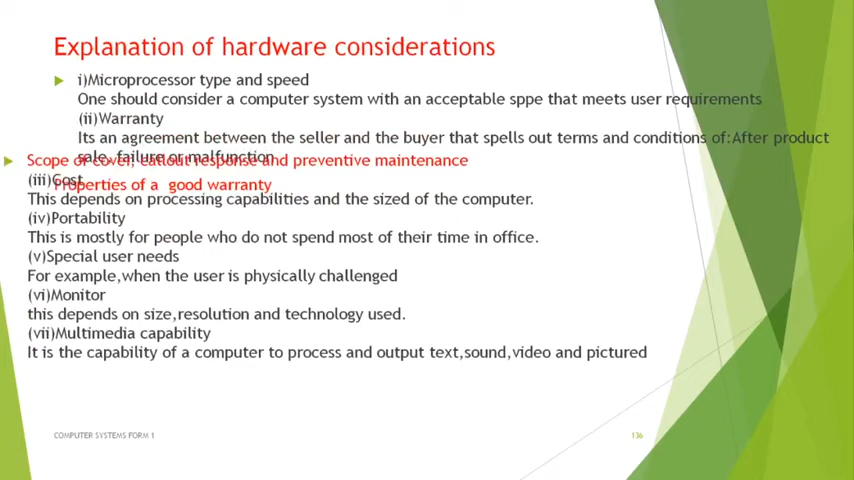 Explanation of hardware considerations
i)Microprocessor type and speed
One should consider a computer system with an acceptable sppe that meets user requirements
(ii)Warranty
Its an agreement between the seller and the buyer that spells out terms and conditions of:After product
sale, failure or malfunction
Scope of cover, callout response and preventive maintenance
Properties of a good warranty
(iii)Cost
This depends on processing capabilities and the sized of the computer.
(iv)Portability
This is mostly for people who do not spend most of their time in office.
(v)Special user needs
For example,when the user is physically challenged
(vi)Monitor
this depends on size,resolution and technology used.
(vii)Multimedia capability
It is the capability of a computer to process and output text,sound,video and pictured
COMPUTER SYSTEMS FORM 1
136